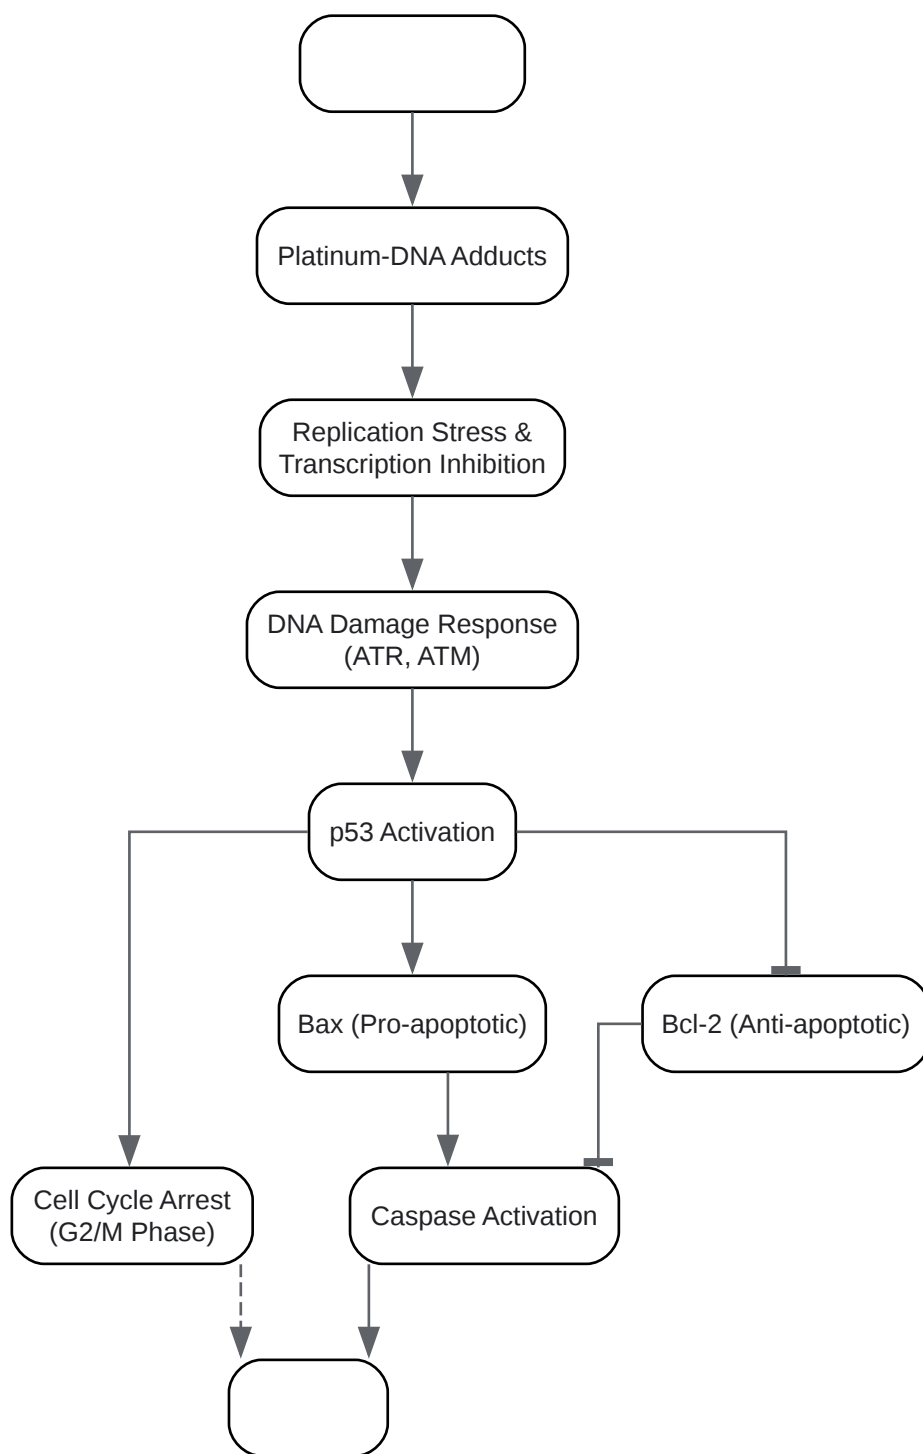 Platinum-DNA Adducts
Replication Stress &
Transcription Inhibition
DNA Damage Response
(ATR, ATM)
p53 Activation
Bax (Pro-apoptotic)
Bcl-2 (Anti-apoptotic)
Cell Cycle Arrest
(G2/M Phase)
Caspase Activation